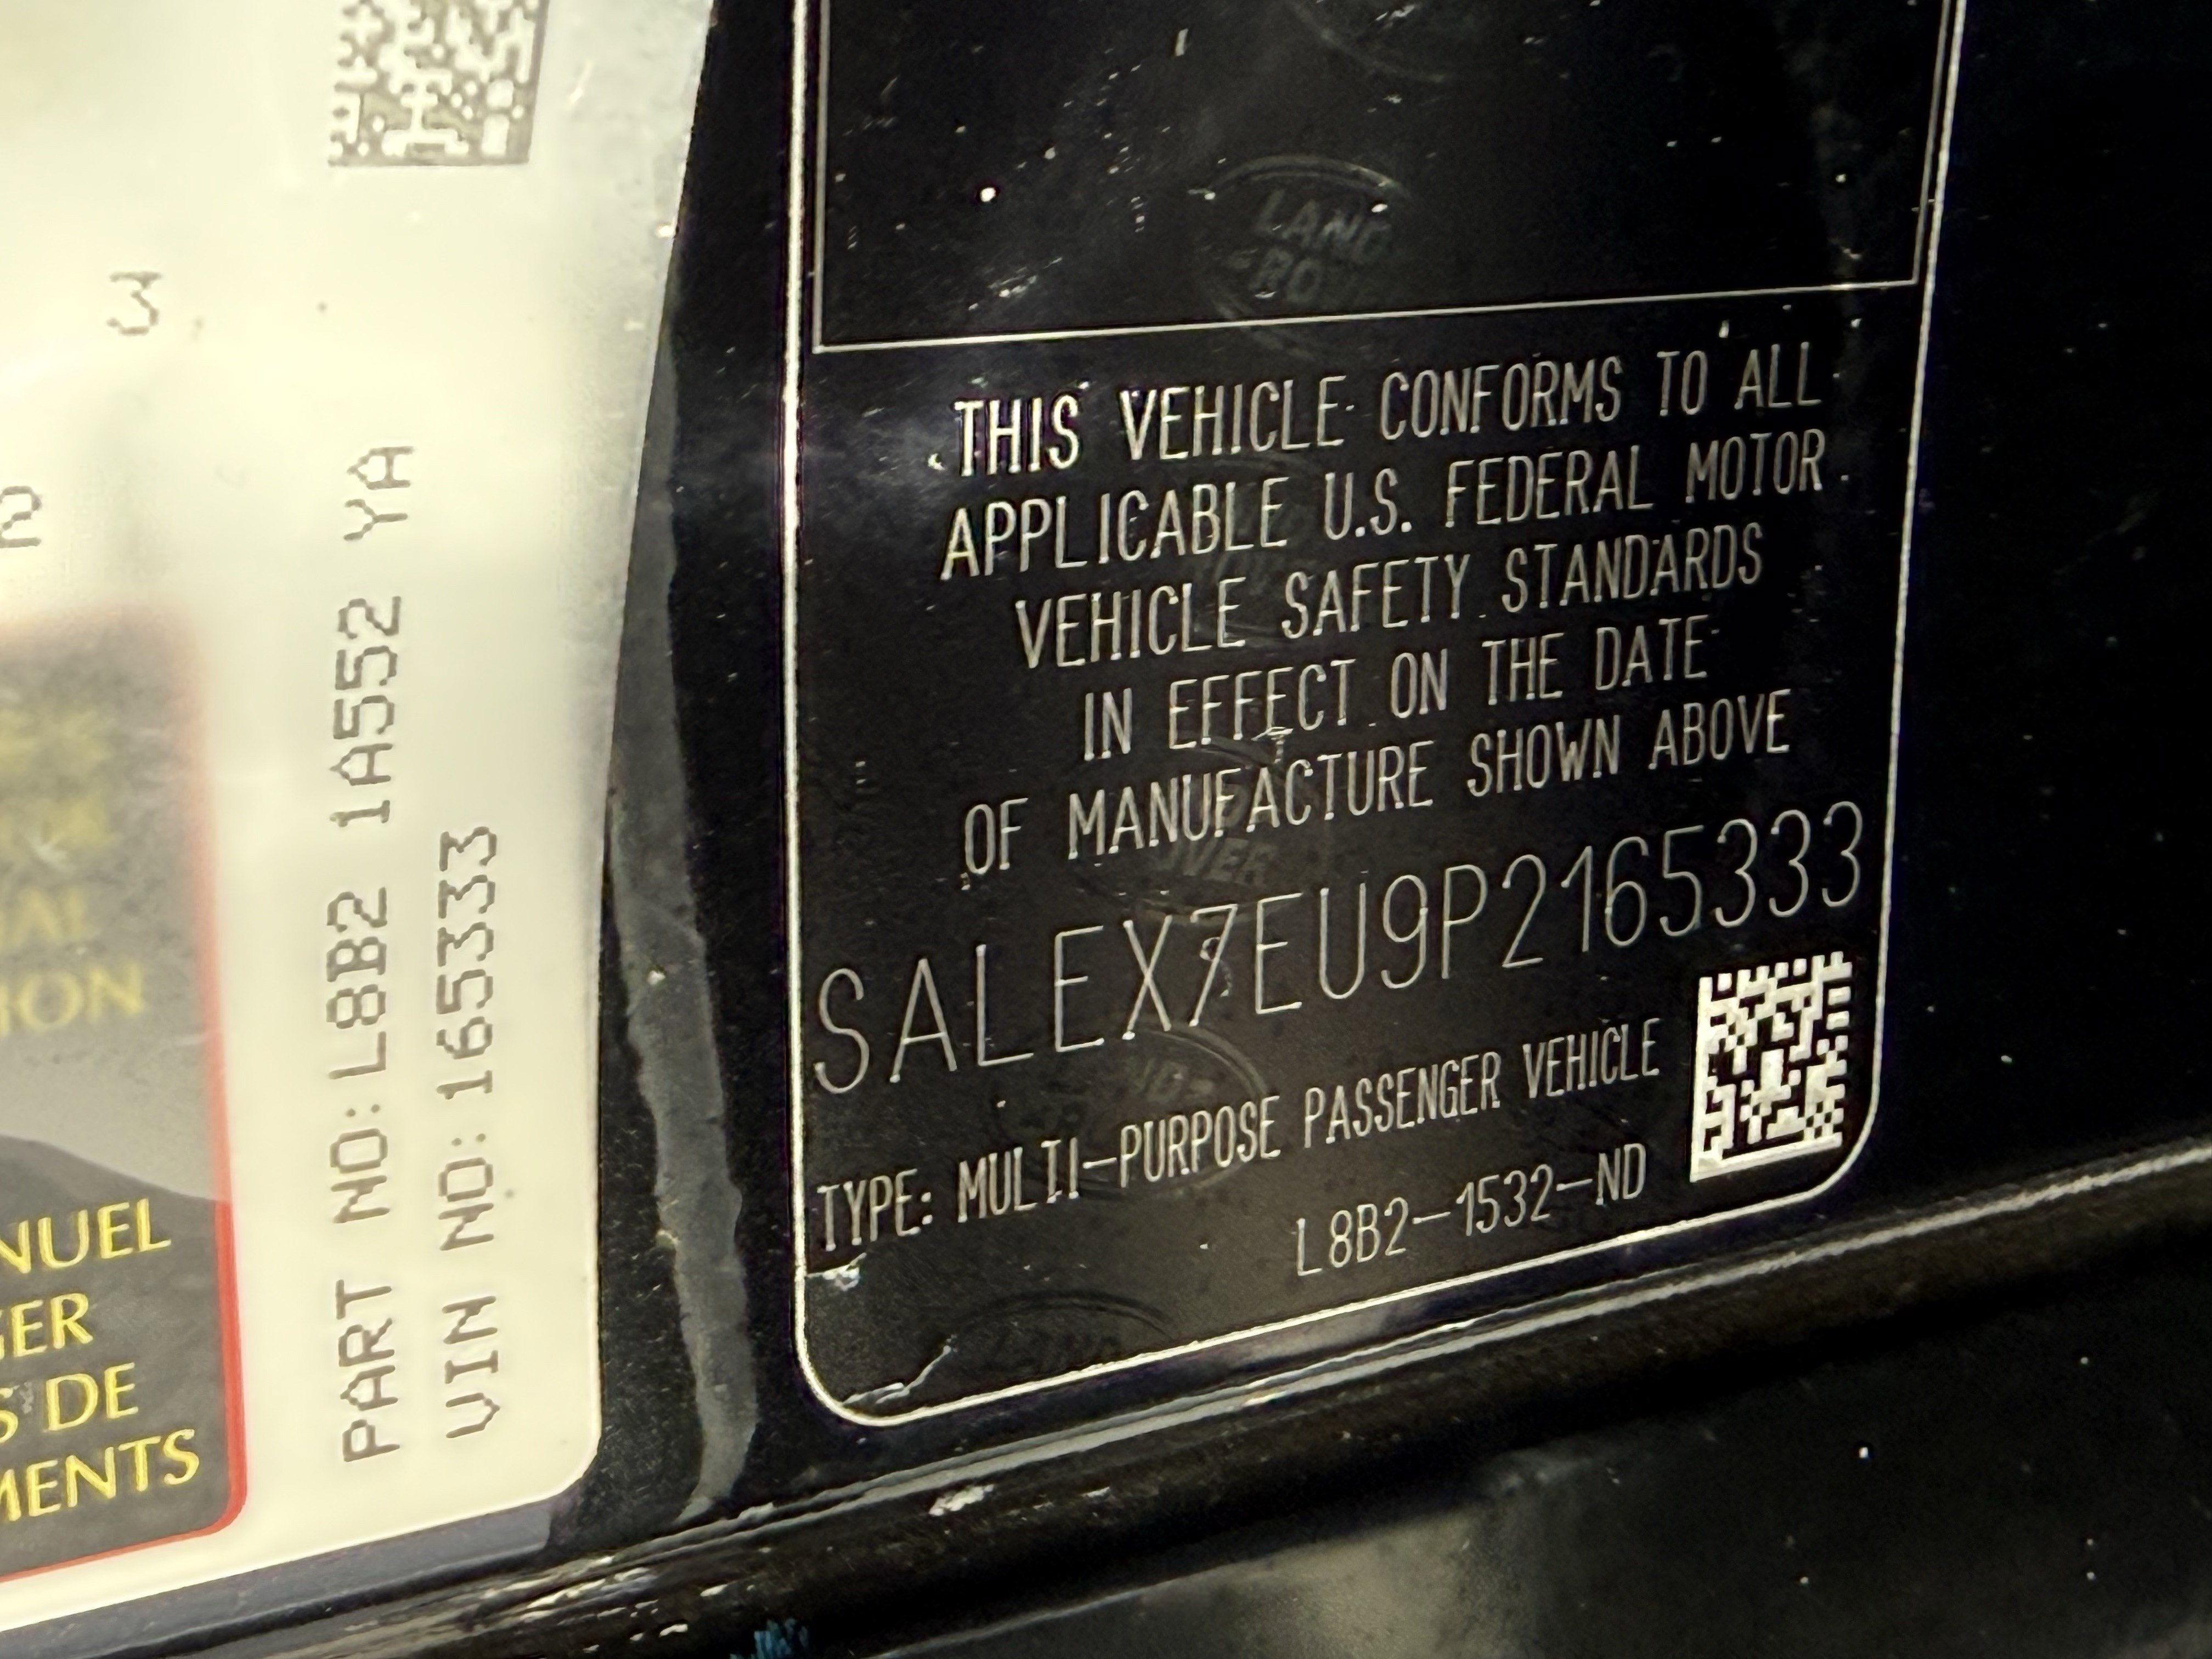 3
2
PART NO:L8B2 1A552 YA
VIN NO:165333
NUEL
GER
S DE
MENTS
LAND
ROVER
THIS VEHICLE CONFORMS TO ALL
APPLICABLE U.S. FEDERAL MOTOR
VEHICLE SAFETY STANDARDS
IN EFFECT ON THE DATE
OF MANUFACTURE SHOWN ABOVE
SALEX7EU9P2165333
TYPE: MULTI-PURPOSE PASSENGER VEHICLE
L8B2-1532-ND